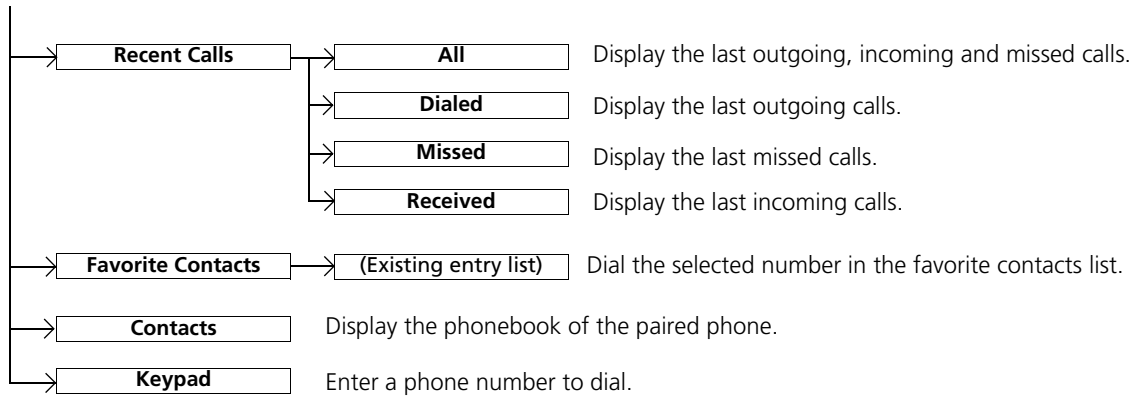 Recent Calls All Display the last outgoing, incoming and missed calls.
Dialed Display the last outgoing calls.
Missed Display the last missed calls.
Received Display the last incoming calls.
Favorite Contacts (Existing entry list) Dial the selected number in the favorite contacts list.
Contacts Display the phonebook of the paired phone.
Keypad Enter a phone number to dial.